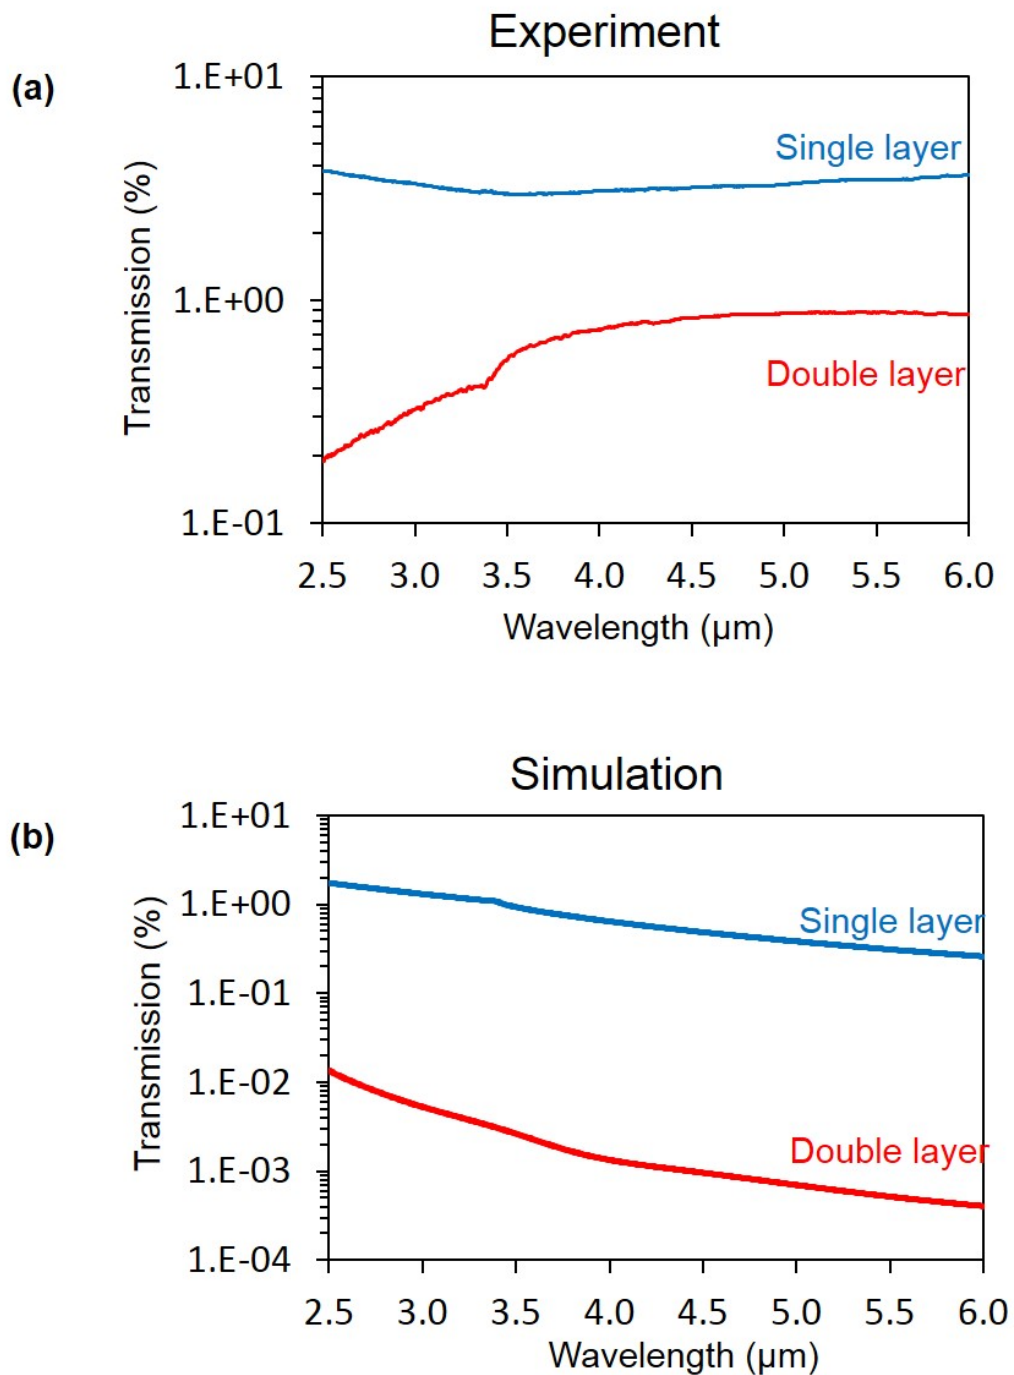 Experiment
(a)
1.E+01
Single layer
Transmission (%)
1.E+00
Double layer
1.E-01
2.5 3.0 3.5 4.0 4.5 5.0 5.5 6.0
Wavelength (µm)
Simulation
(b)
1.E+01
1.E+00
Single layer
Transmission (%)
1.E-01
1.E-02
Double layer
1.E-03
1.E-04
2.5 3.0 3.5 4.0 4.5 5.0 5.5 6.0
Wavelength (µm)